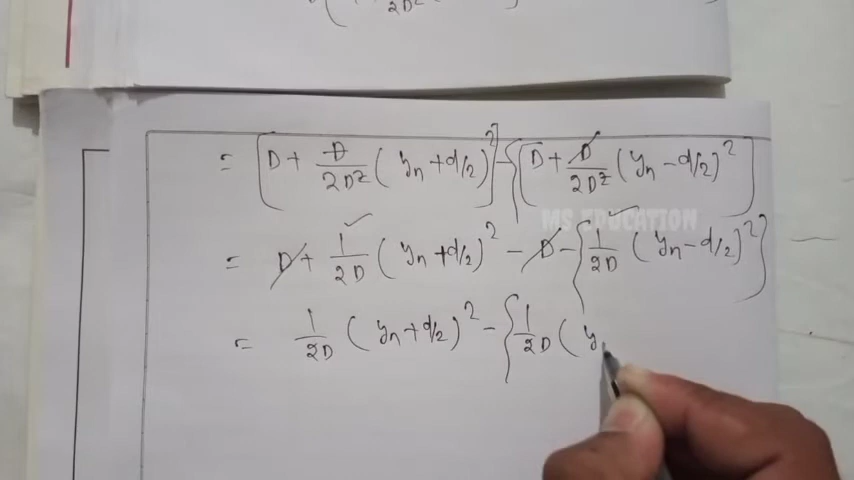 2D²
= [D + D/2D² (yₙ + d/2)²] - {[D + D/2D² (yₙ - d/2)²]
MS EDUCATION
= D + 1/2D (yₙ + d/2)² - D - {1/2D (yₙ - d/2)²}
= 1/2D (yₙ + d/2)² - {1/2D (y